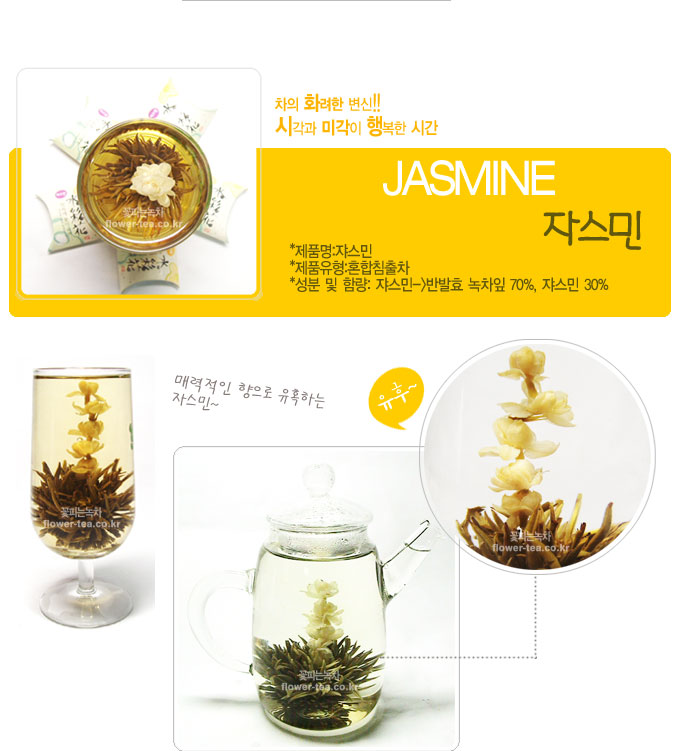 차의 화려한 변신!!
시각과 미각이 행복한 시간
JASMINE
자스민
*제품명:쟈스민
*제품유형:혼합침출차
*성분 및 함량: 쟈스민->반발효 녹차잎 70%, 쟈스민 30%
꽃피는녹차
flower-tea.co.kr
매력적인 향으로 유혹하는
자스민~
유후~
꽃피는녹차
flower-tea.co.kr
꽃피는녹차
flower-tea.co.kr
꽃피는녹차
flower-tea.co.kr